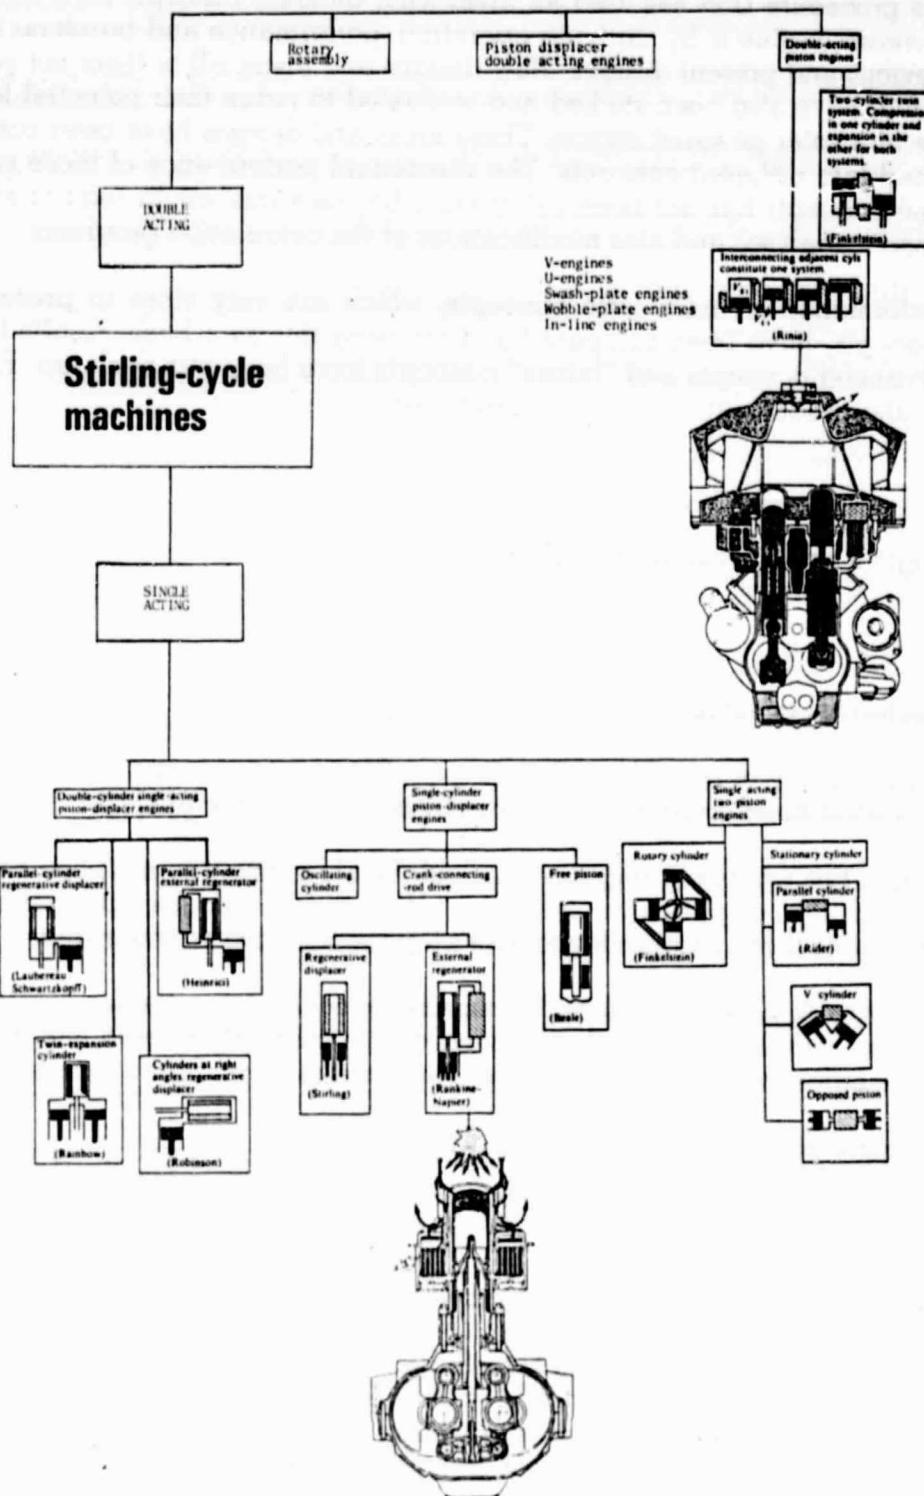 Rotary
assembly
Piston displacer
double acting engines
Double-acting
piston engines
Two-cylinder twin
system. Compression
in one cylinder and
expansion in the
other for both
systems.
(Finkelstein)
DOUBLE
ACTING
V-engines
U-engines
Swash-plate engines
Wobble-plate engines
In-line engines
Interconnecting adjacent cyls
constitute one system
(Rinia)
Stirling-cycle
machines
SINGLE
ACTING
Double-cylinder single-acting
piston-displacer engines
Single-cylinder
piston-displacer
engines
Single acting
two piston
engines
Parallel-cylinder
regenerative displacer
(Laubereau
Schwartzkopff)
Parallel-cylinder
external regenerator
(Heinrici)
Twin-expansion
cylinder
(Rainbow)
Cylinders at right
angles regenerative
displacer
(Robinson)
Oscillating
cylinder
Crank-connecting
-rod drive
Free piston
(Beale)
Regenerative
displacer
(Stirling)
External
regenerator
(Rankine-
Napier)
Rotary cylinder
(Finkelstein)
Stationary cylinder
Parallel cylinder
(Rider)
V cylinder
Opposed piston